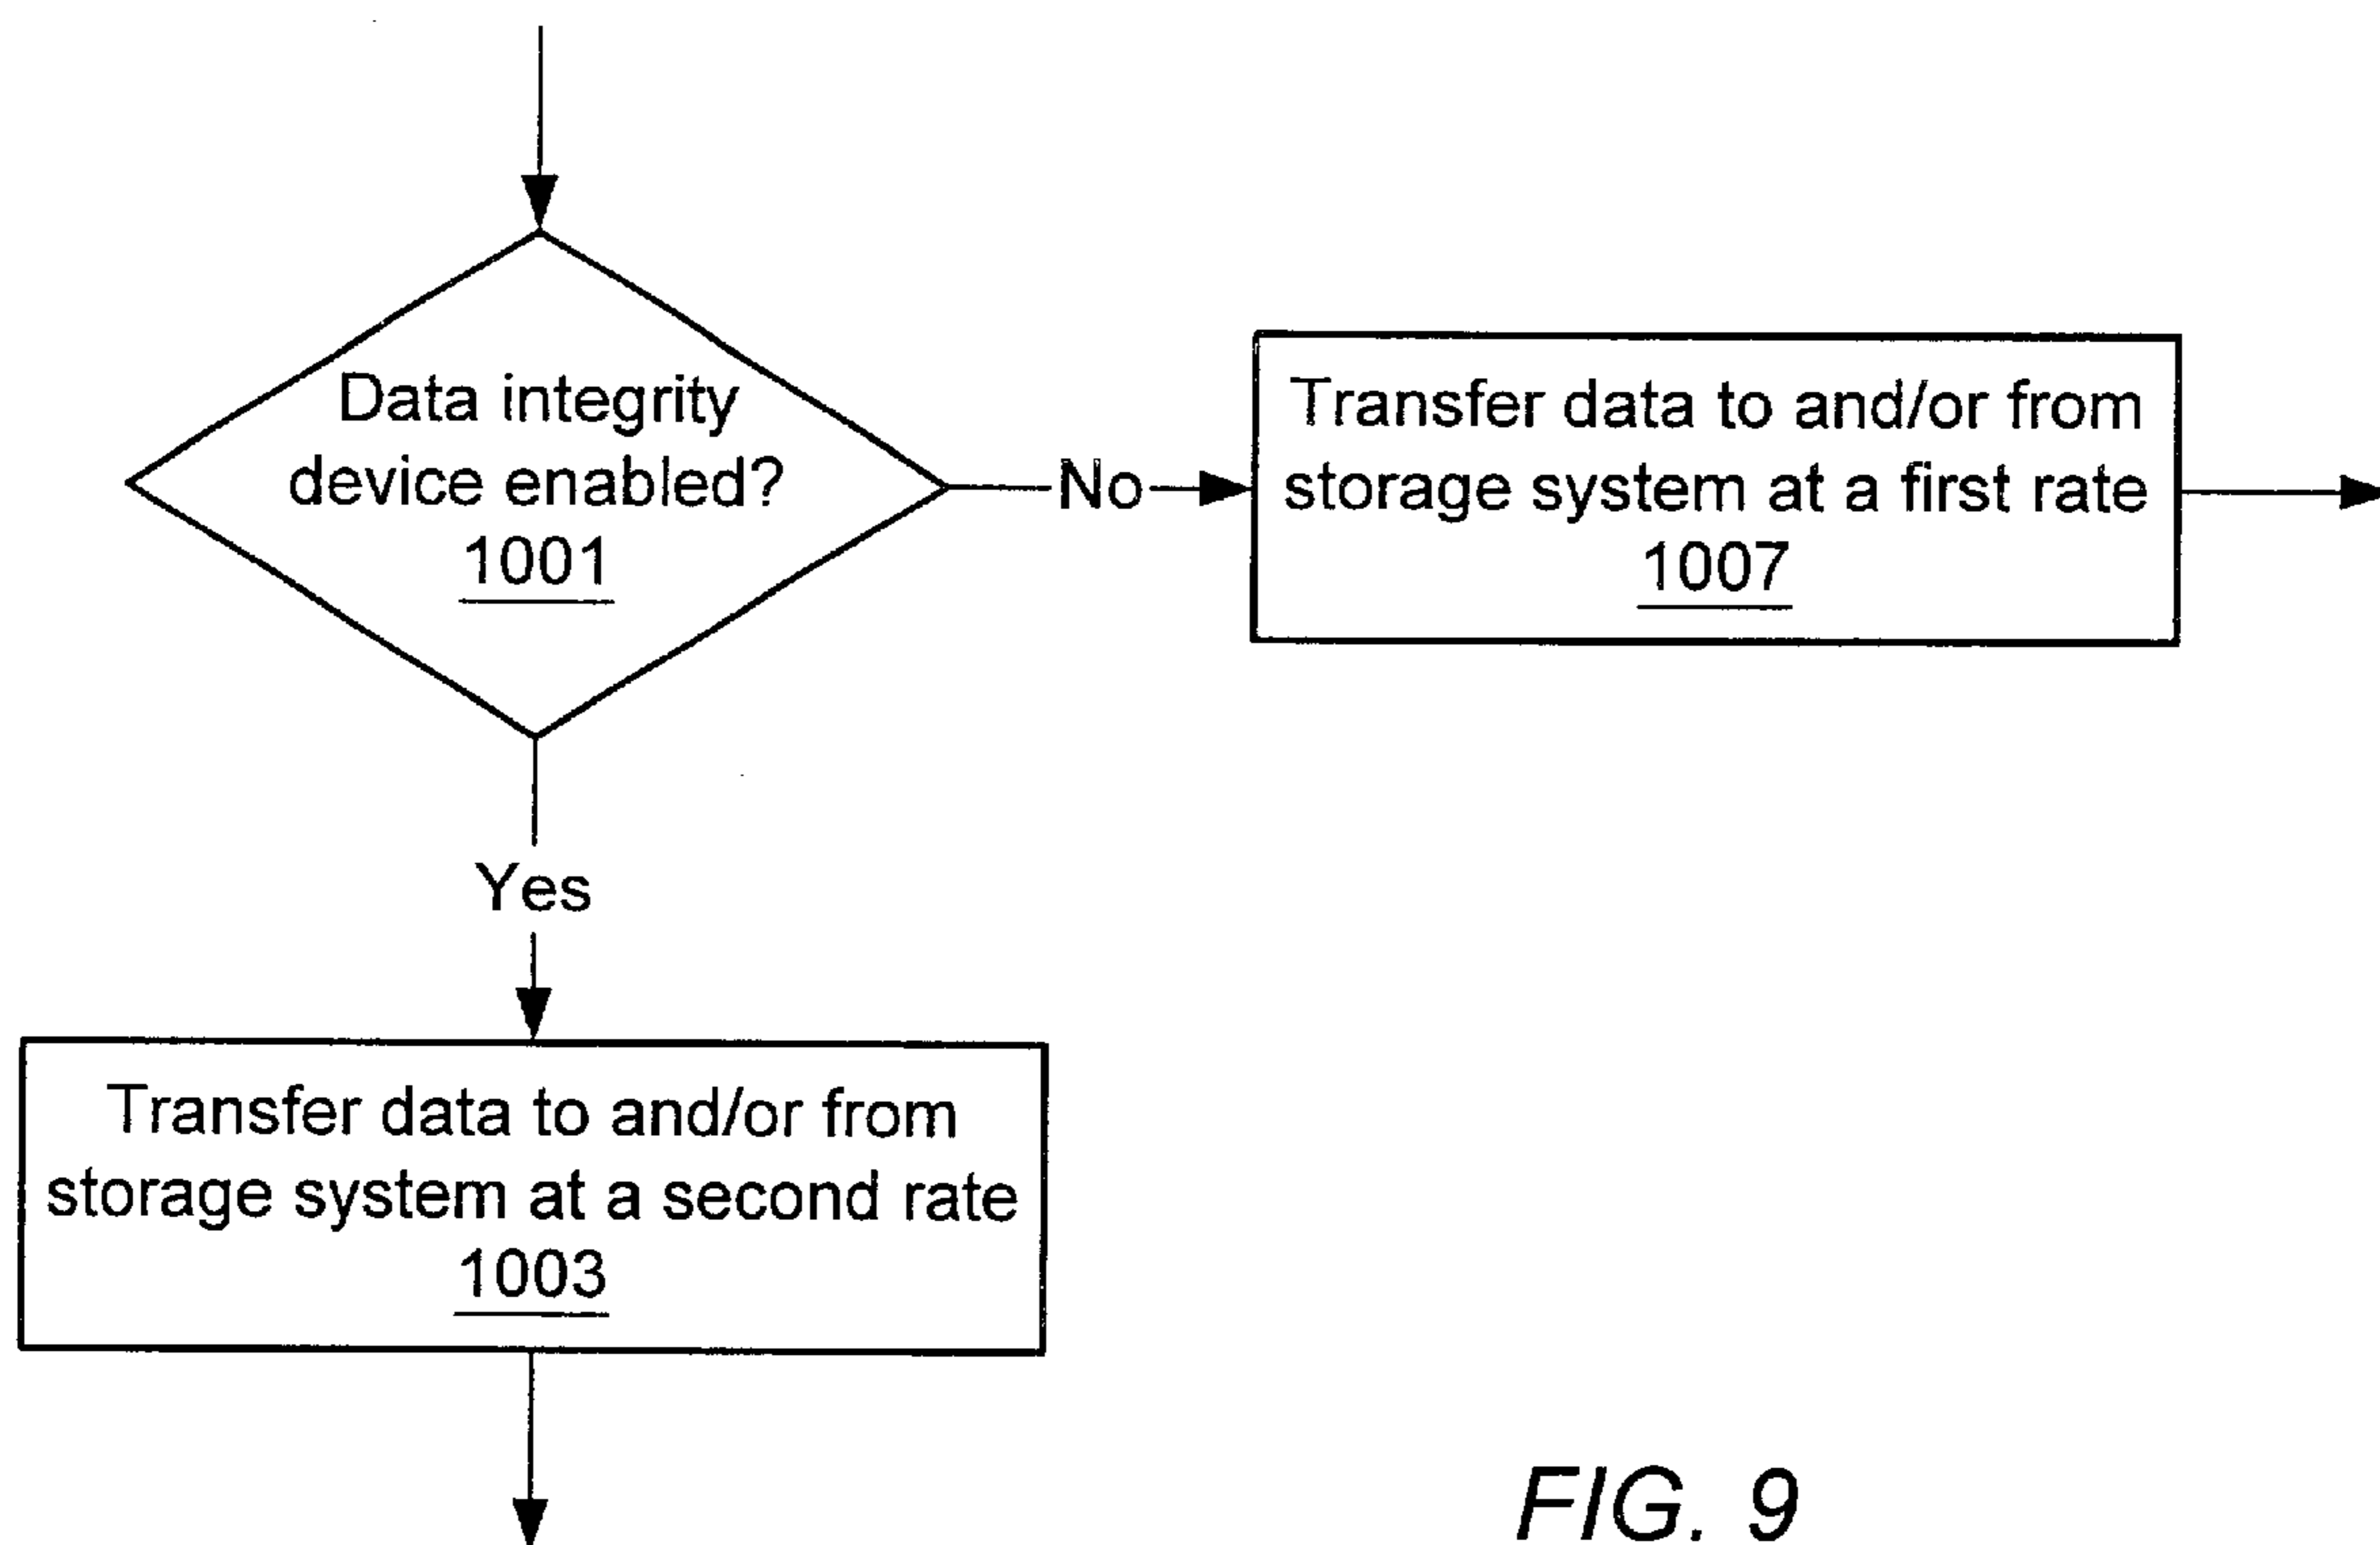 Data integrity
device enabled?
1001
No
Transfer data to and/or from
storage system at a first rate
1007
Yes
Transfer data to and/or from
storage system at a second rate
1003
FIG. 9